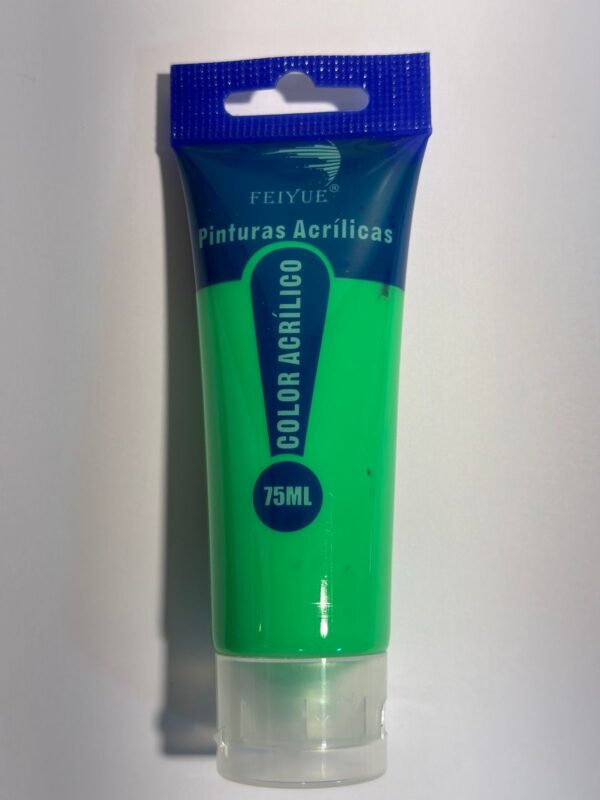 FEIYUE®
Pinturas Acrílicas
COLOR ACRÍLICO
75ML